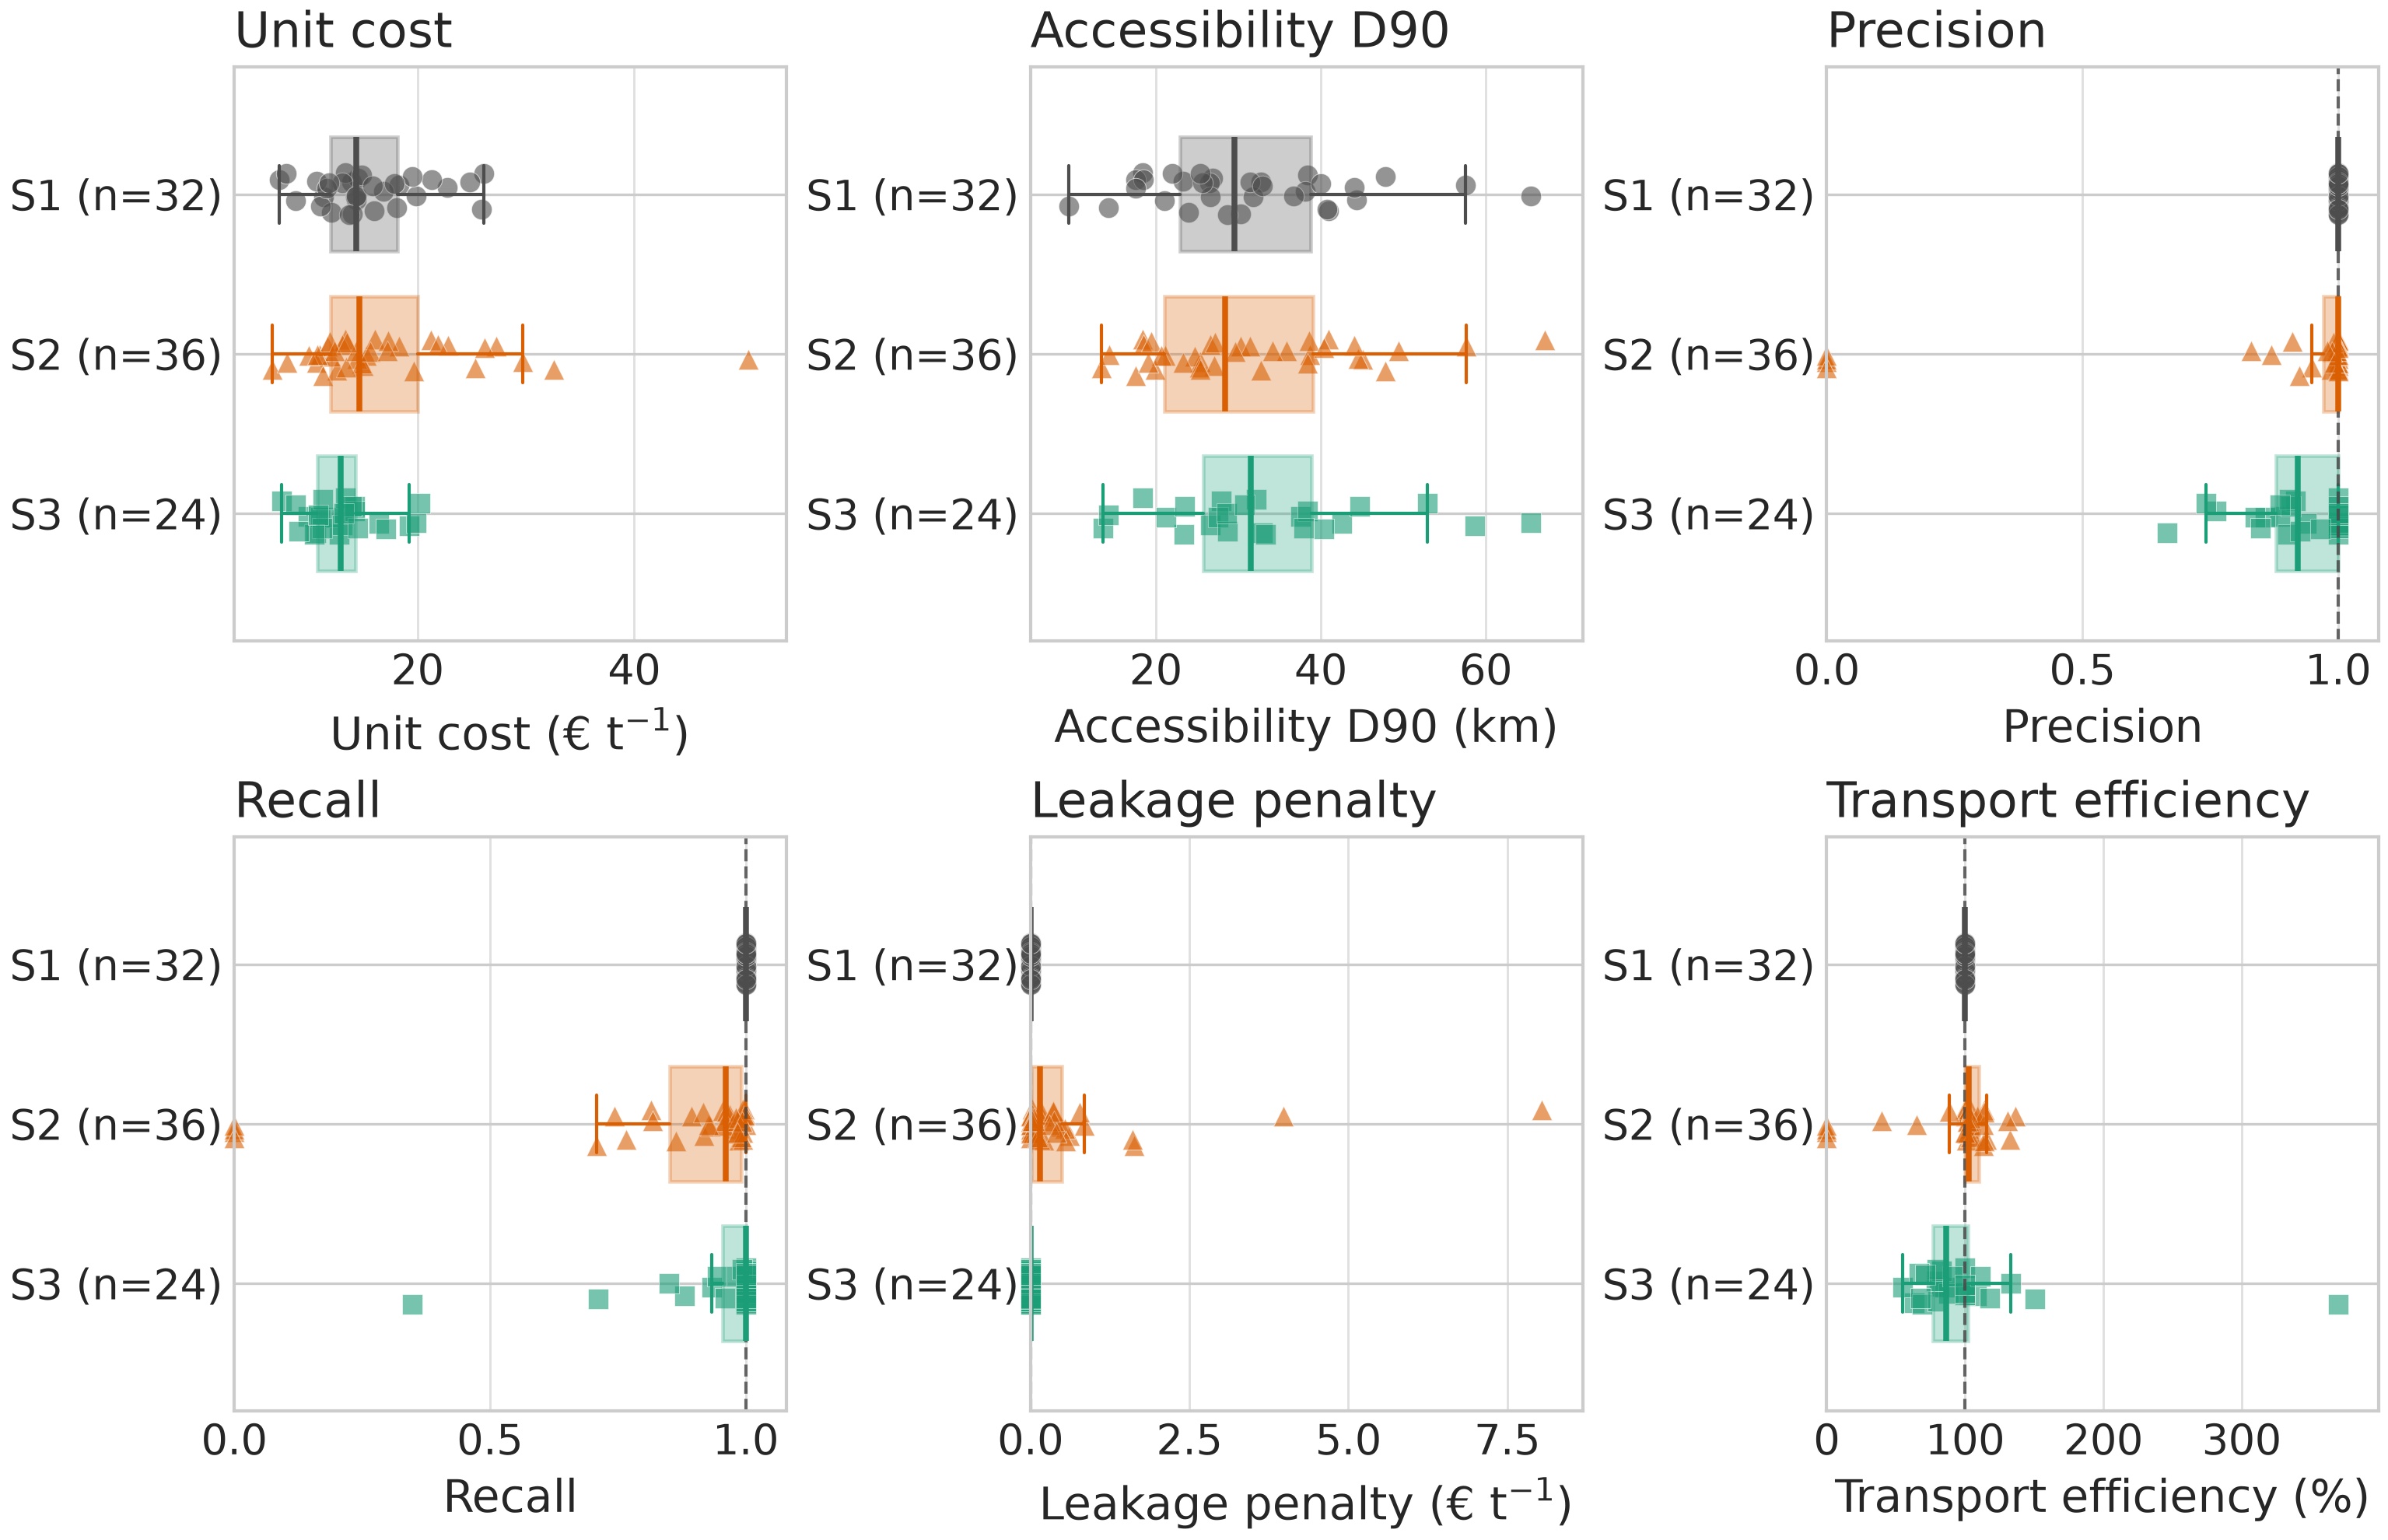 Unit cost
S1 (n=32)
S2 (n=36)
S3 (n=24)
20 40
Unit cost (€ t⁻¹)
Accessibility D90
S1 (n=32)
S2 (n=36)
S3 (n=24)
20 40 60
Accessibility D90 (km)
Precision
S1 (n=32)
S2 (n=36)
S3 (n=24)
0.0 0.5 1.0
Precision
Recall
S1 (n=32)
S2 (n=36)
S3 (n=24)
0.0 0.5 1.0
Recall
Leakage penalty
S1 (n=32)
S2 (n=36)
S3 (n=24)
0.0 2.5 5.0 7.5
Leakage penalty (€ t⁻¹)
Transport efficiency
S1 (n=32)
S2 (n=36)
S3 (n=24)
0 100 200 300
Transport efficiency (%)